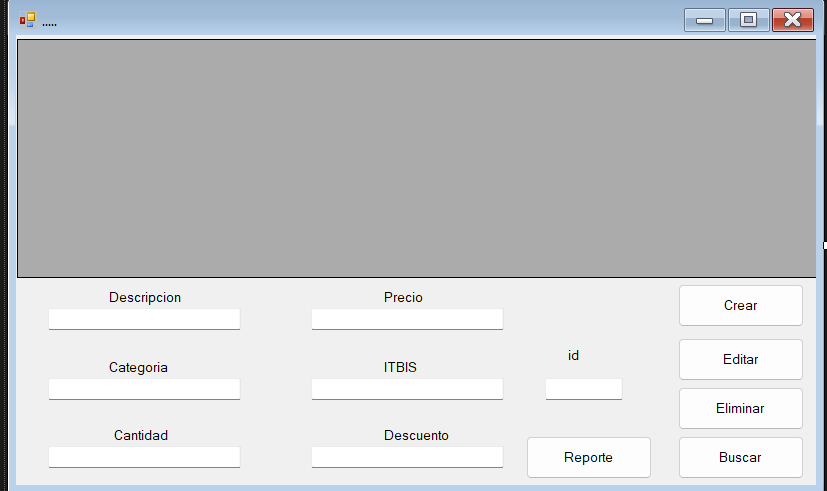 .....
Descripcion
Precio
Crear
Categoria
ITBIS
id
Editar
Eliminar
Cantidad
Descuento
Reporte
Buscar